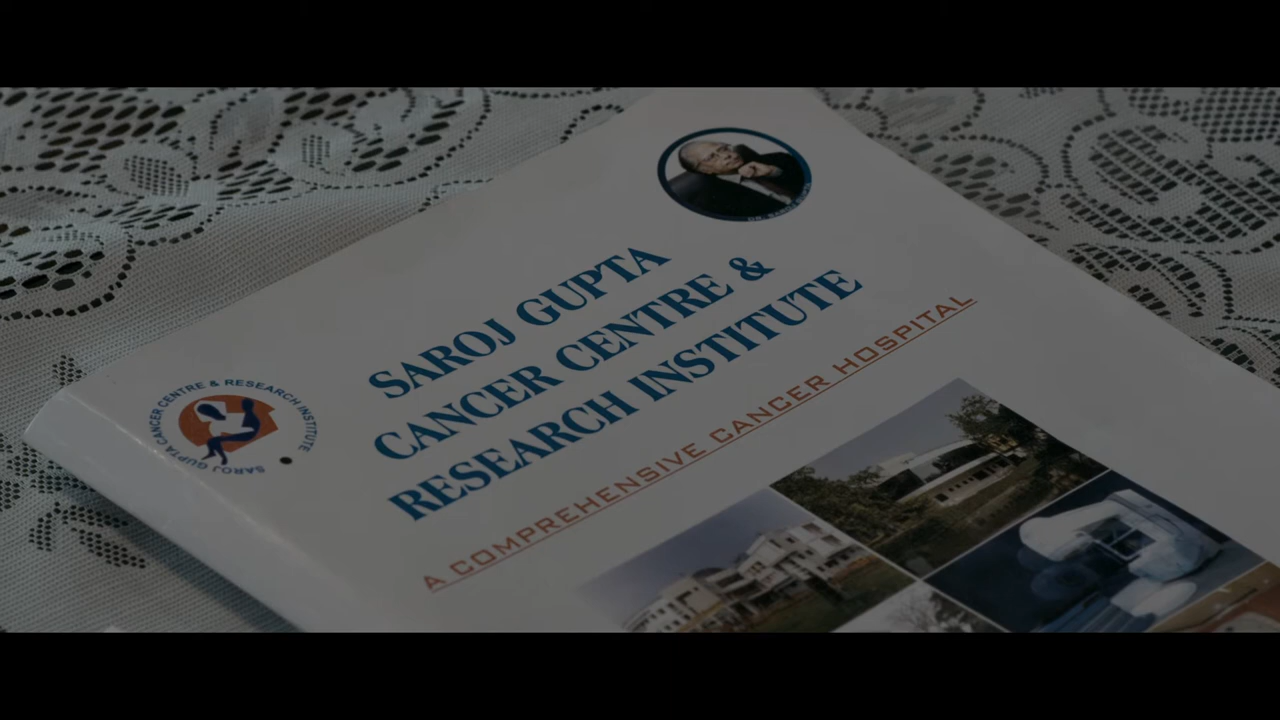 SAROJ GUPTA
CANCER CENTRE &
RESEARCH INSTITUTE
A COMPREHENSIVE CANCER HOSPITAL
SAROJ GUPTA CANCER CENTRE & RESEARCH INSTITUTE